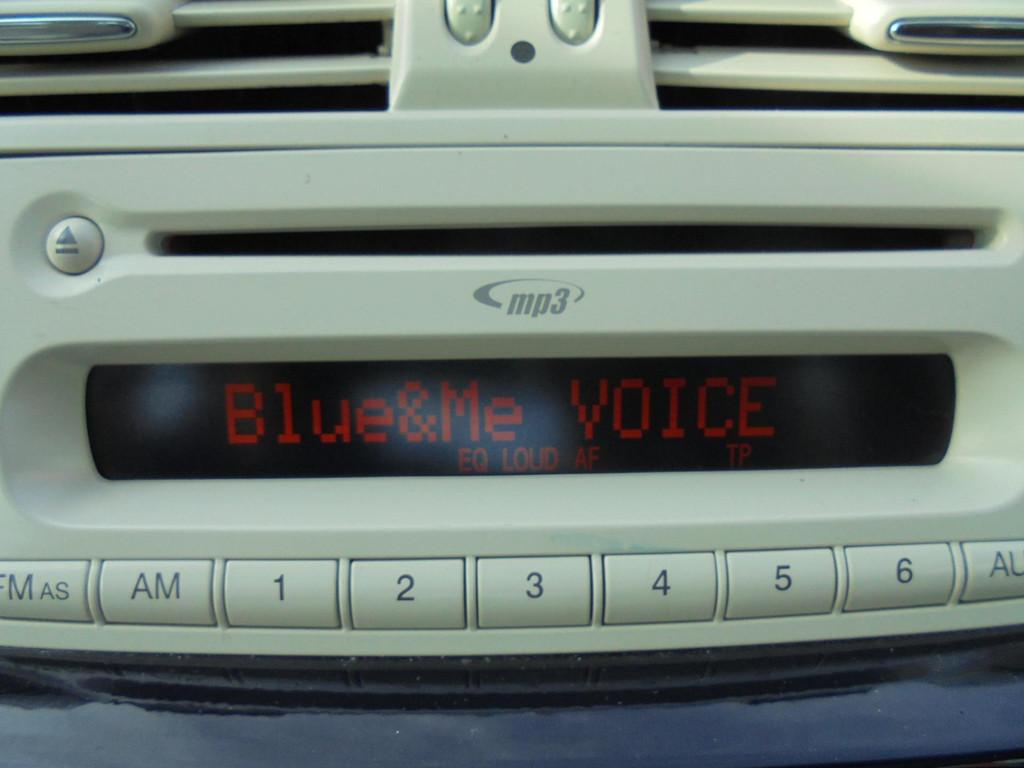 mp3
Blue&Me VOICE
EQ LOUD AF TP
FM AS AM 1 2 3 4 5 6 AU